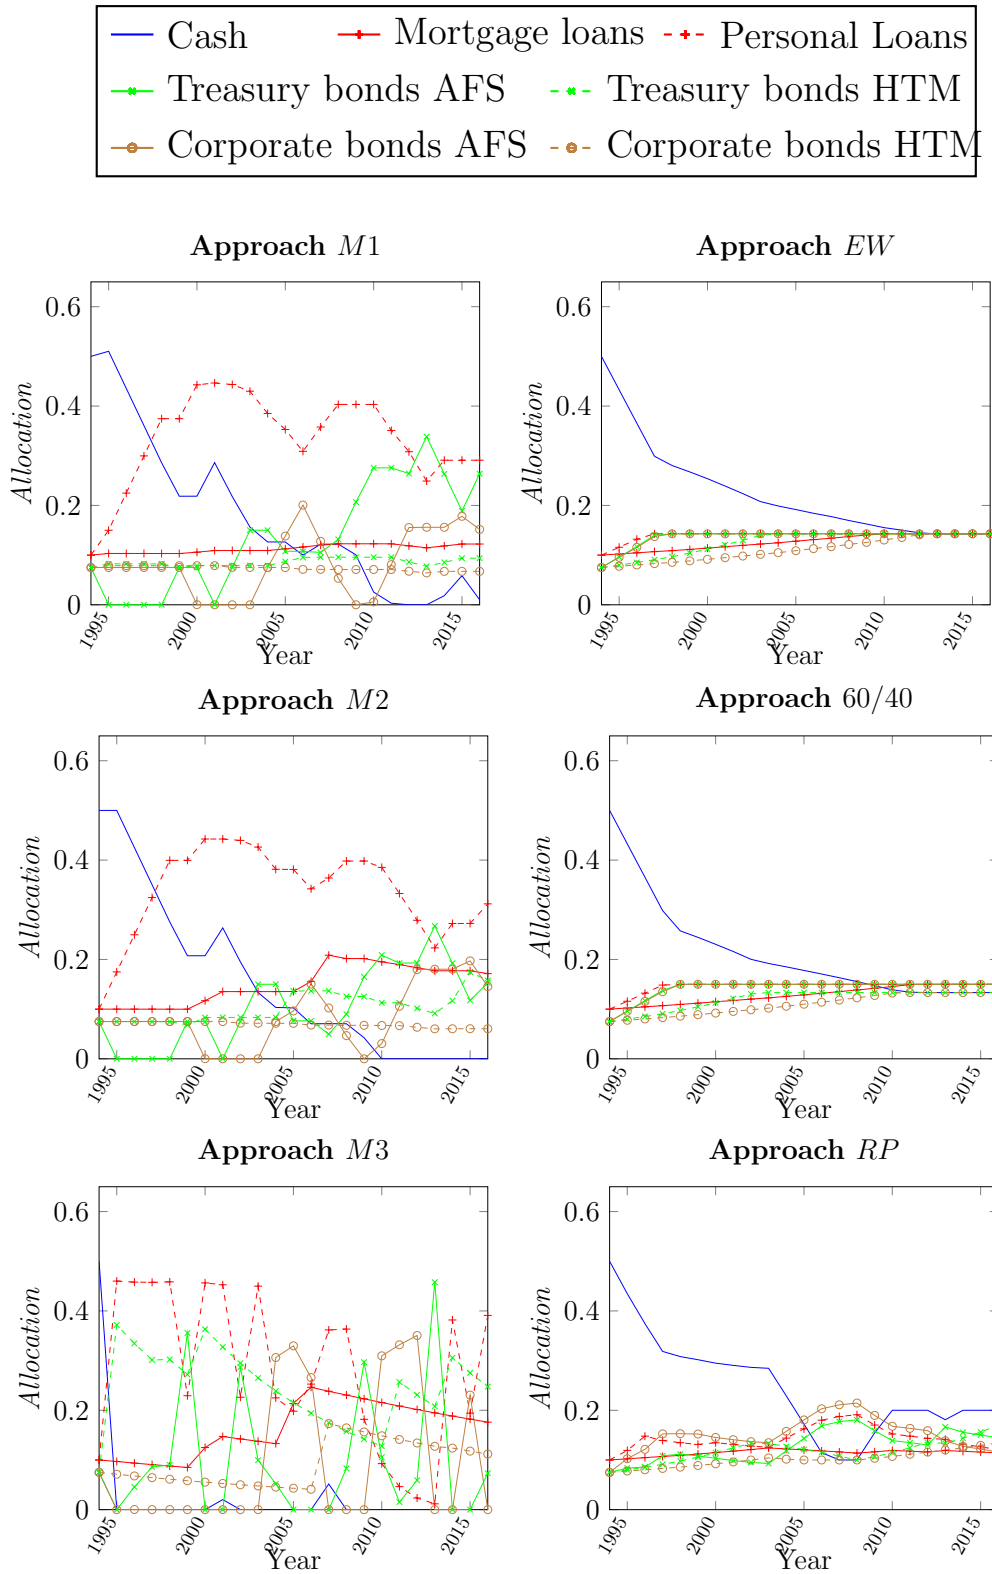 Cash Mortgage loans Personal Loans
Treasury bonds AFS Treasury bonds HTM
Corporate bonds AFS Corporate bonds HTM
Approach M1
0.6
0.4
0.2
0
Allocation
1995 2000 2005 2010 2015
Year
Approach EW
0.6
0.4
0.2
0
Allocation
1995 2000 2005 2010 2015
Year
Approach M2
0.6
0.4
0.2
0
Allocation
1995 2000 2005 2010 2015
Year
Approach 60/40
0.6
0.4
0.2
0
Allocation
1995 2000 2005 2010 2015
Year
Approach M3
0.6
0.4
0.2
0
Allocation
1995 2000 2005 2010 2015
Year
Approach RP
0.6
0.4
0.2
0
Allocation
1995 2000 2005 2010 2015
Year